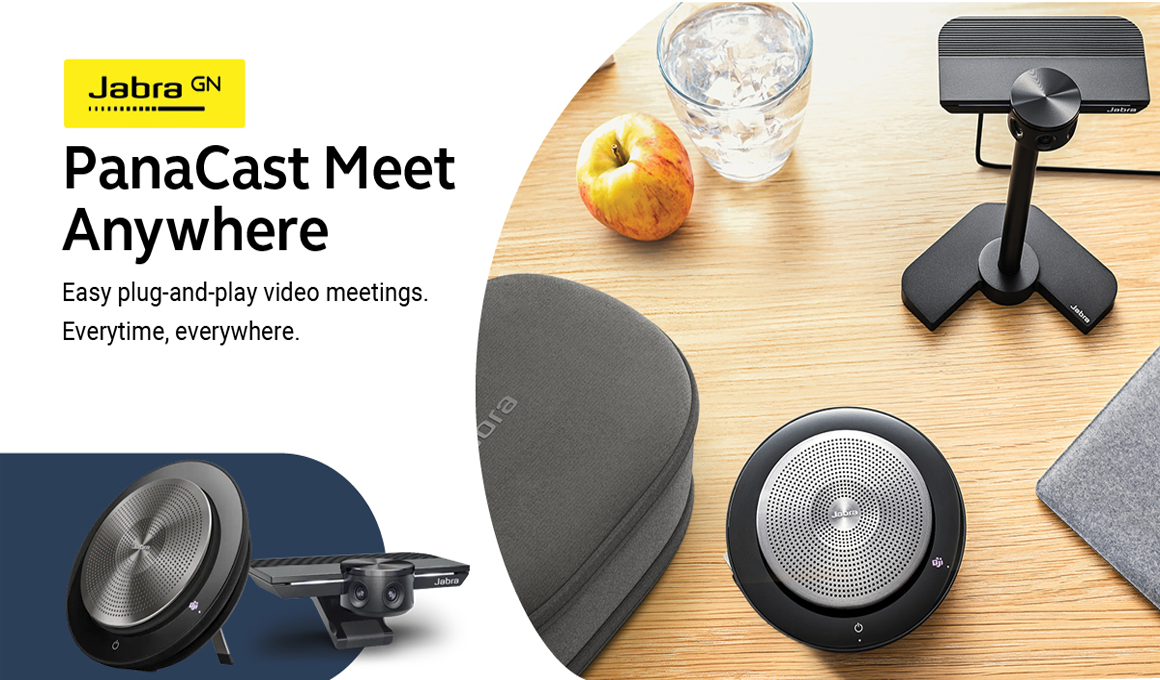 Jabra GN
PanaCast Meet
Anywhere
Easy plug-and-play video meetings.
Everytime, everywhere.
Jabra
Jabra
Jabra
Jabra
Jabra